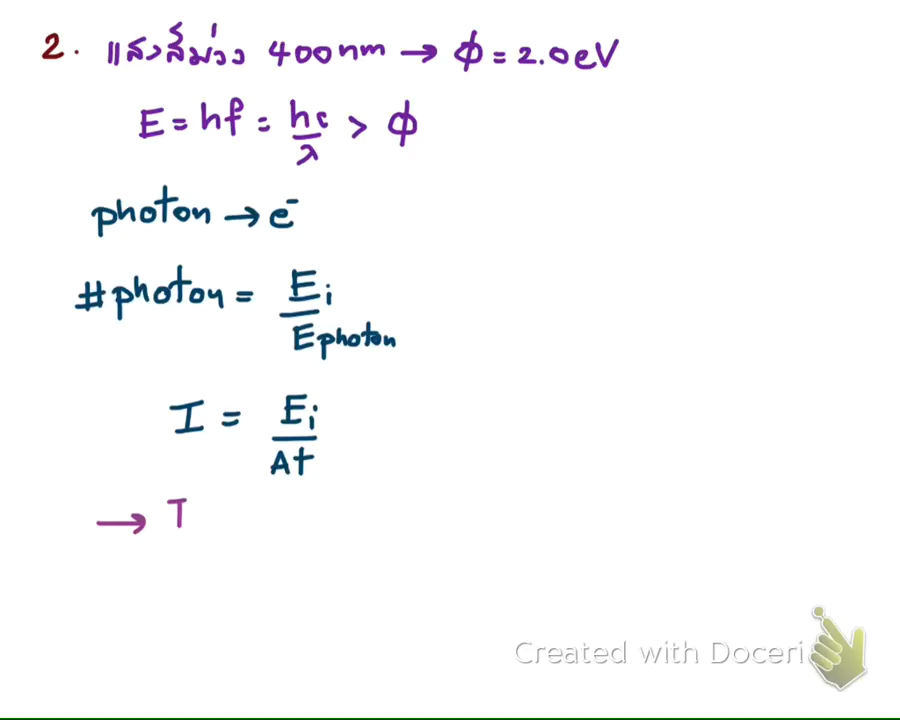 2. แสงสีม่วง 400nm → ϕ = 2.0eV
E = hf = hc/λ > ϕ
photon → e⁻
#photon = Ei/Ephoton
I = Ei/At
→ T
Created with Doceri